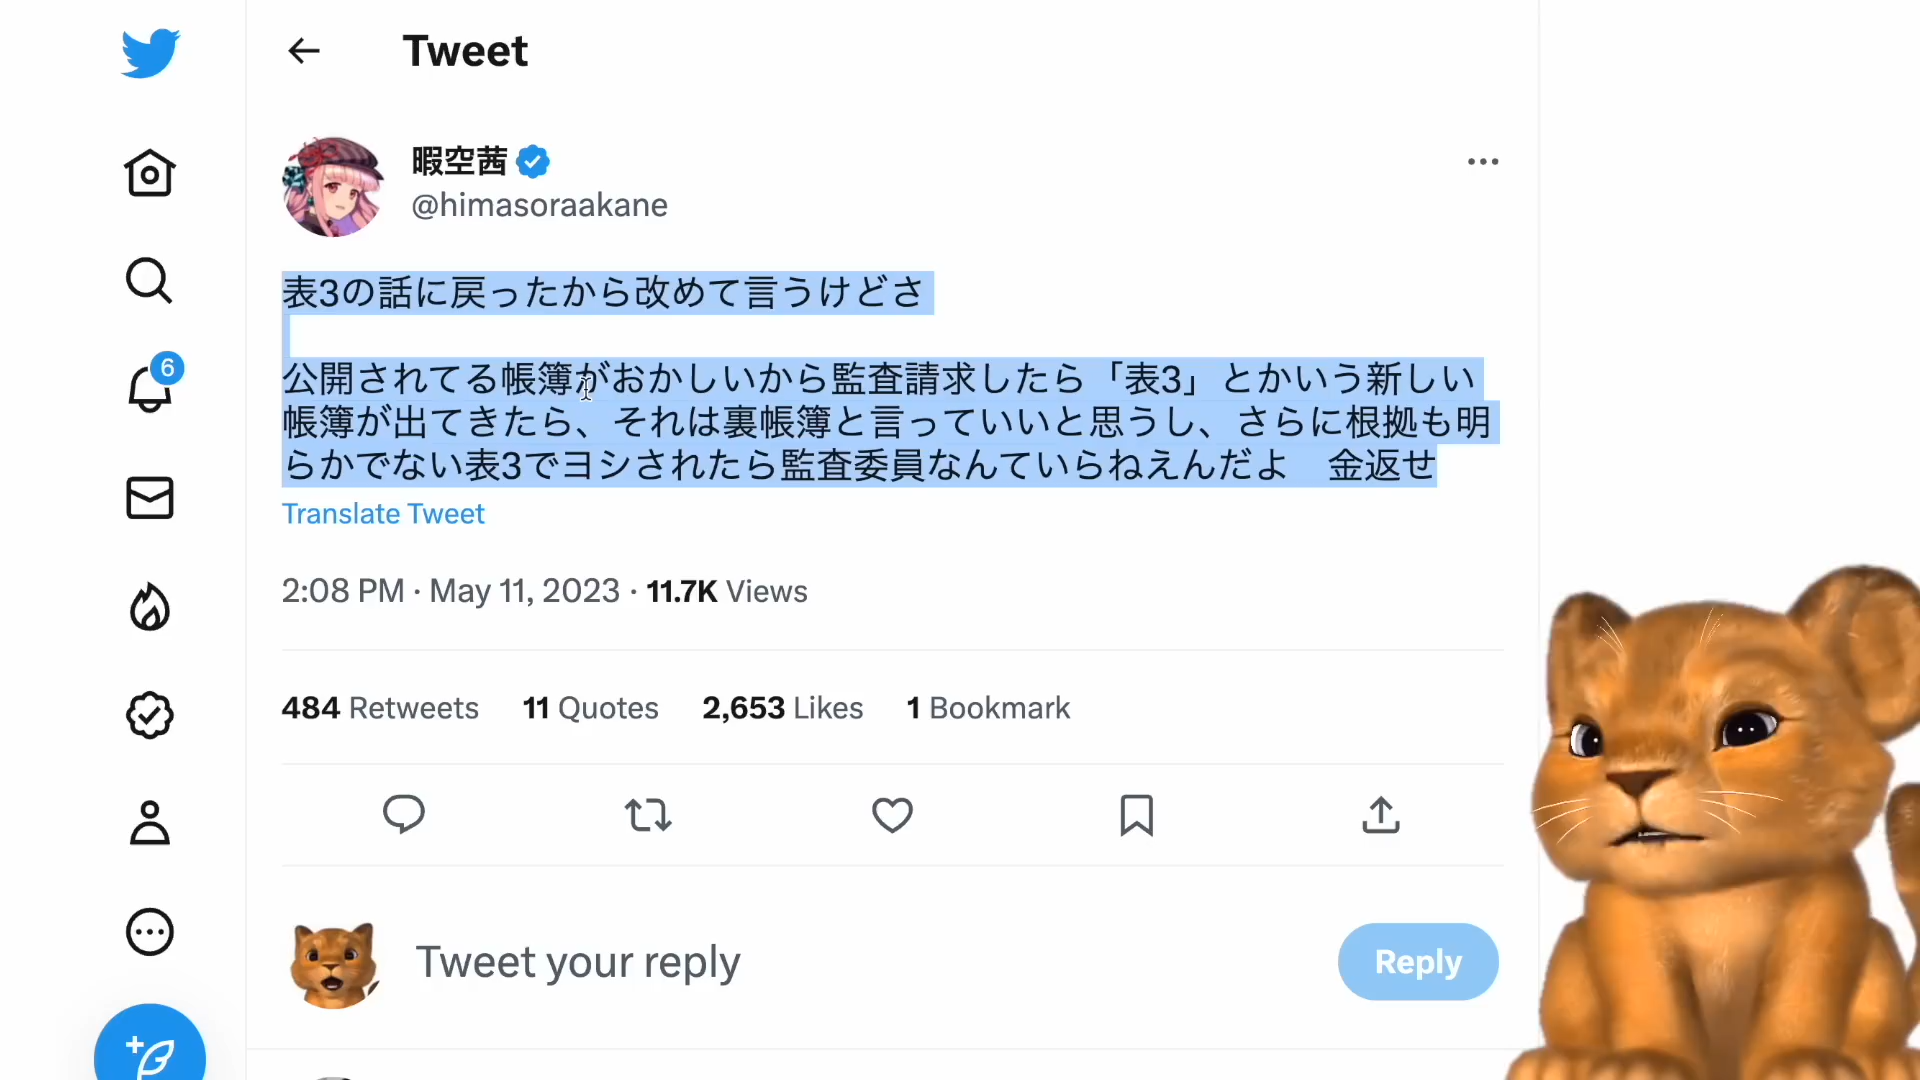 Tweet
暇空茜
@himasoraakane
表3の話に戻ったから改めて言うけどさ
公開されてる帳簿がおかしいから監査請求したら「表3」とかいう新しい
帳簿が出てきたら、それは裏帳簿と言っていいと思うし、さらに根拠も明
らかでない表3でヨシされたら監査委員なんていらねえんだよ　金返せ
Translate Tweet
2:08 PM · May 11, 2023 · 11.7K Views
484 Retweets 11 Quotes 2,653 Likes 1 Bookmark
Tweet your reply
Reply
6